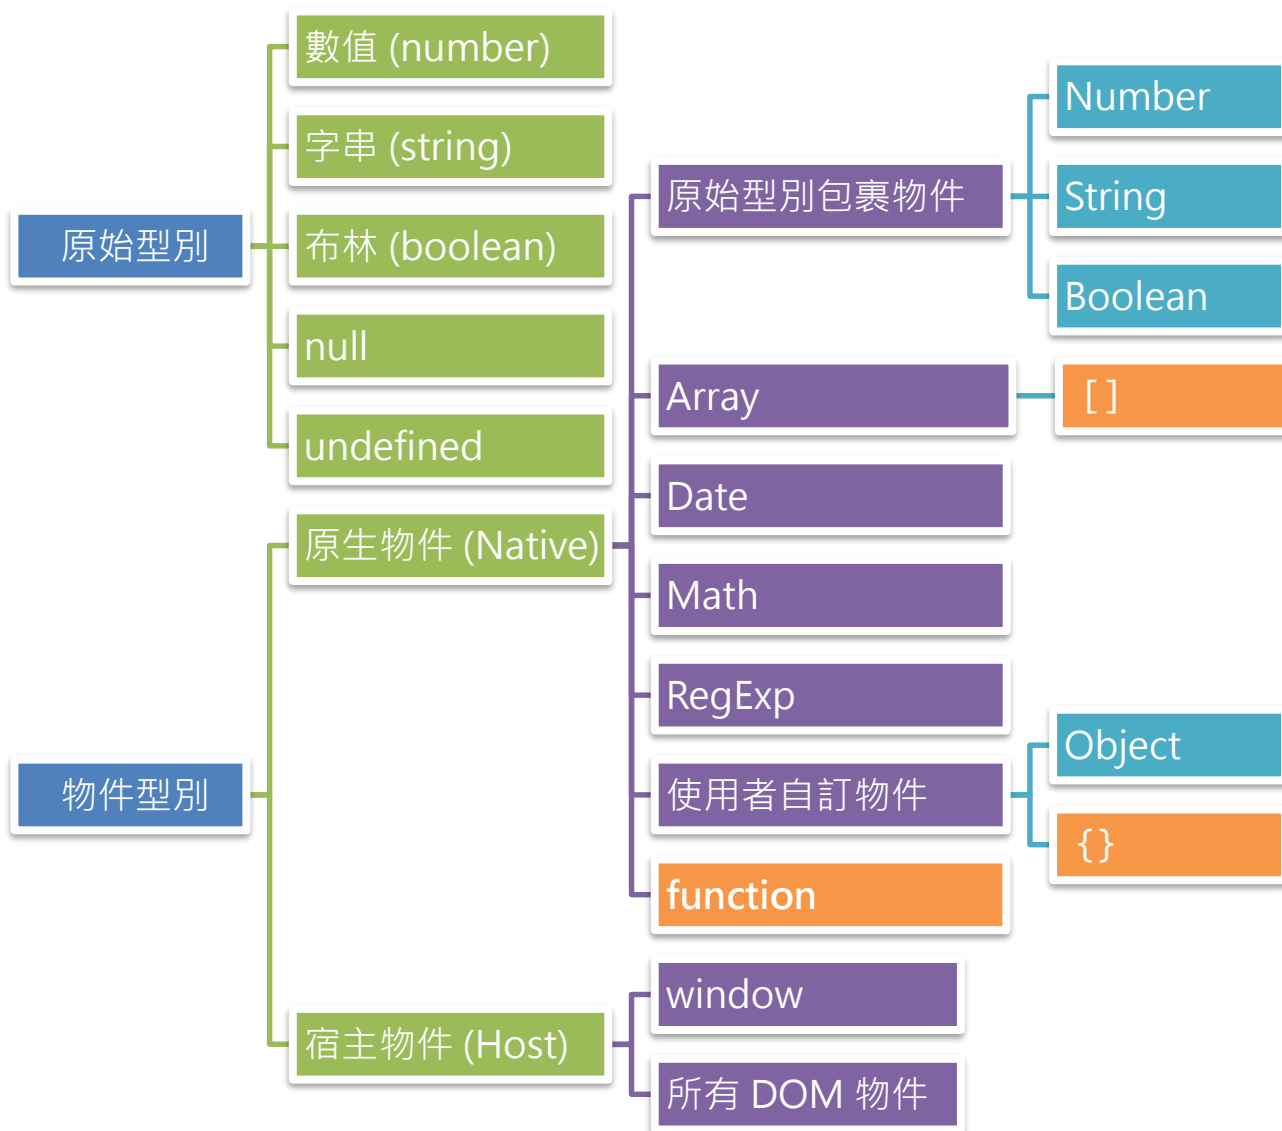 原始型別
數值 (number)
字串 (string)
布林 (boolean)
null
undefined
物件型別
原生物件 (Native)
原始型別包裹物件
Number
String
Boolean
Array
[ ]
Date
Math
RegExp
使用者自訂物件
Object
{}
function
宿主物件 (Host)
window
所有 DOM 物件